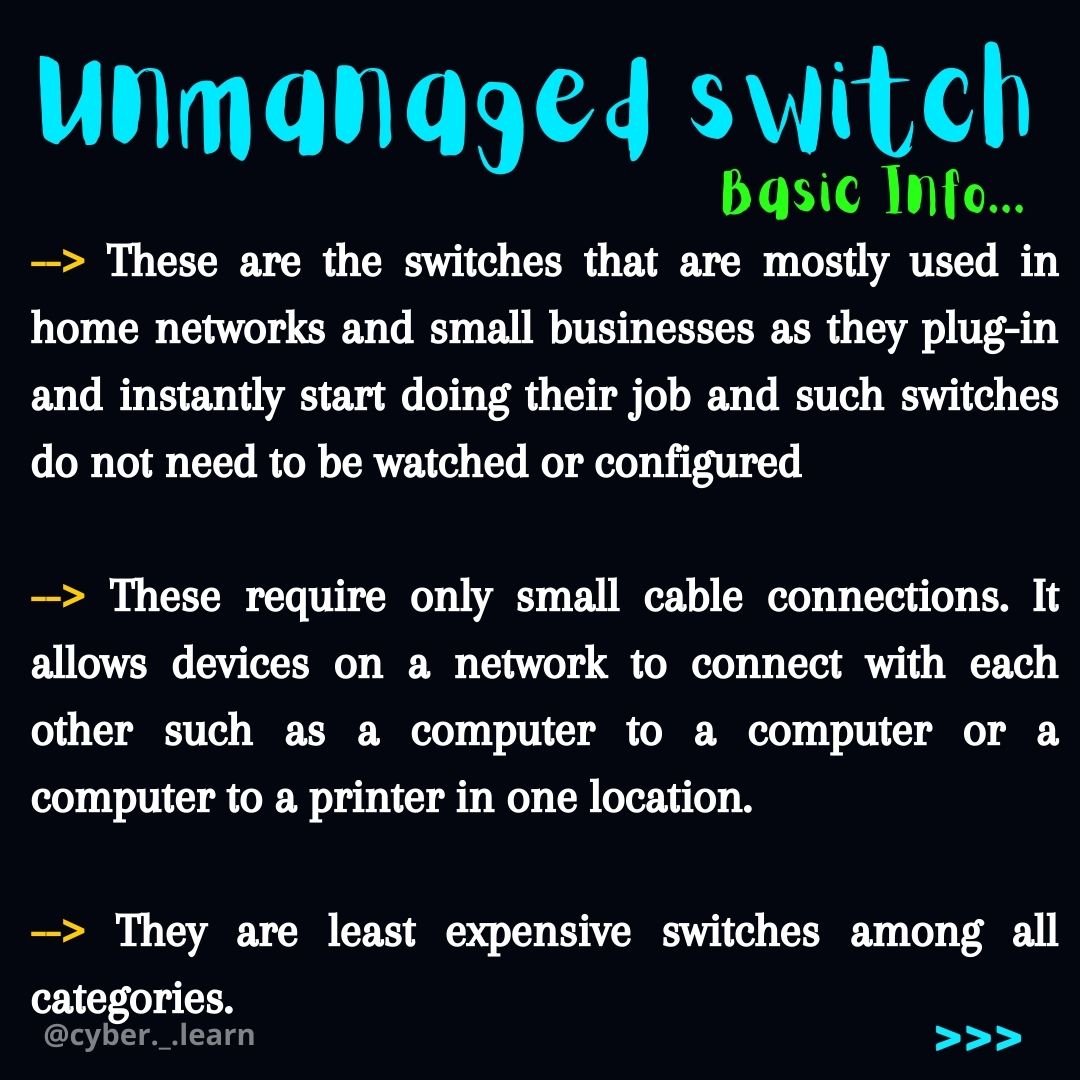 Unmanaged switch
Basic Info...
--> These are the switches that are mostly used in
home networks and small businesses as they plug-in
and instantly start doing their job and such switches
do not need to be watched or configured
--> These require only small cable connections. It
allows devices on a network to connect with each
other such as a computer to a computer or a
computer to a printer in one location.
--> They are least expensive switches among all
categories.
@cyber._.learn
>>>